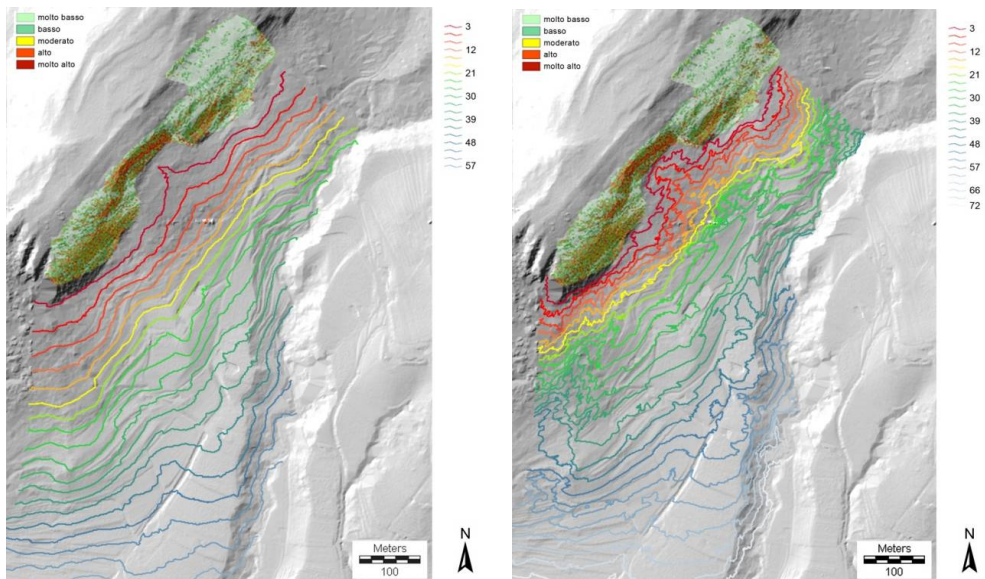 molto basso
basso
moderato
alto
molto alto
3
12
21
30
39
48
57
Meters
100
N
molto basso
basso
moderato
alto
molto alto
3
12
21
30
39
48
57
66
72
Meters
100
N